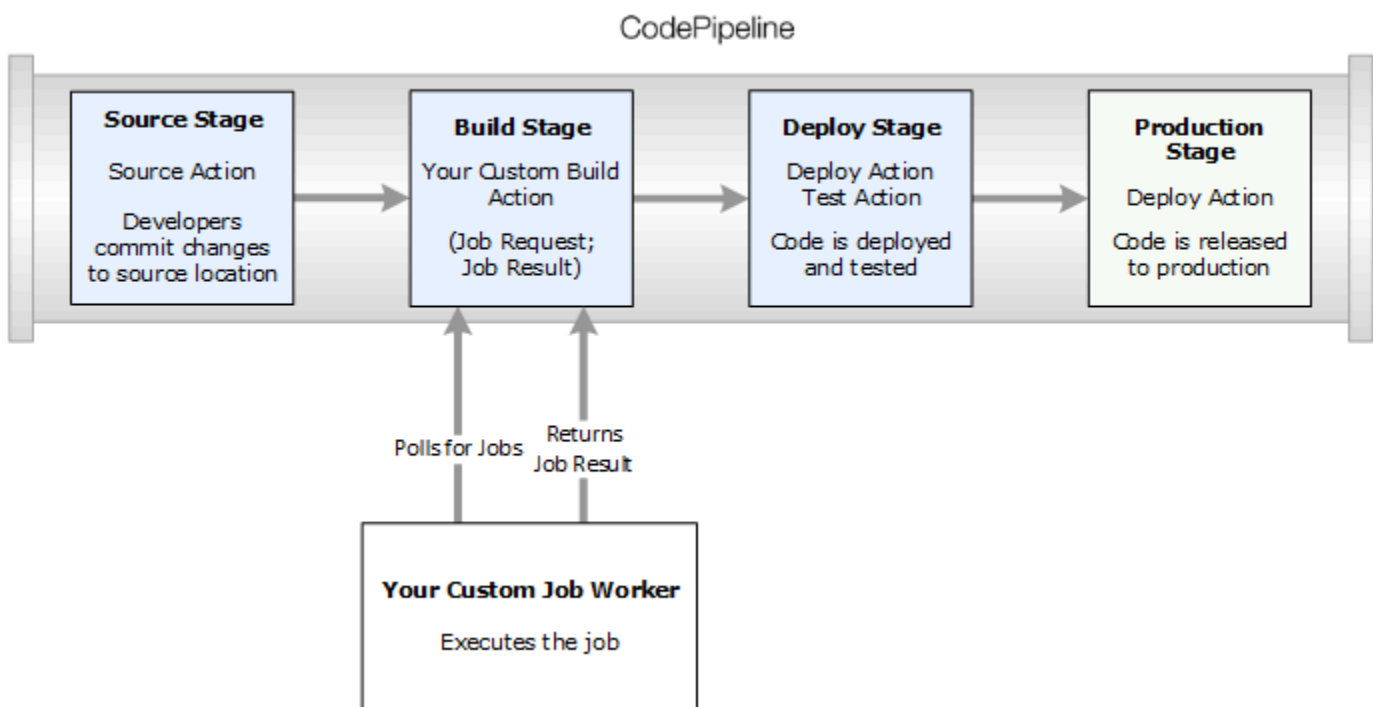 CodePipeline
Source Stage
Source Action
Developers
commit changes
to source location
Build Stage
Your Custom Build
Action
(Job Request;
Job Result)
Deploy Stage
Deploy Action
Test Action
Code is deployed
and tested
Production
Stage
Deploy Action
Code is released
to production
Polls for Jobs
Returns
Job Result
Your Custom Job Worker
Executes the job